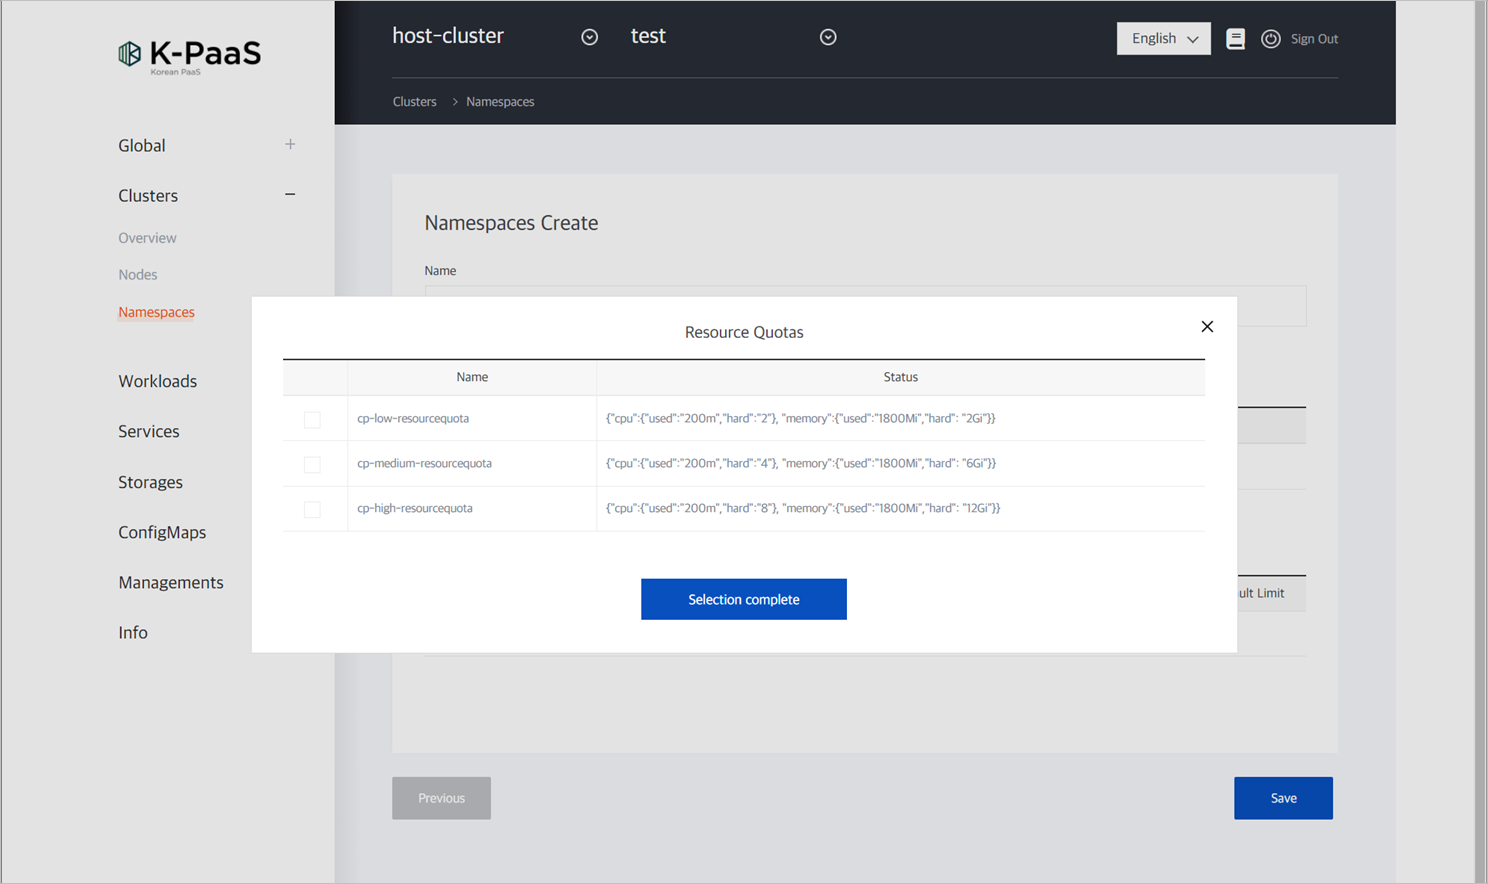 K-PaaS
Korean PaaS
host-cluster
test
English
Sign Out
Clusters > Namespaces
Global
Clusters
Overview
Nodes
Namespaces
Workloads
Services
Storages
ConfigMaps
Managements
Info
Namespaces Create
Name
Resource Quotas
Name Status
cp-low-resourcequota {"cpu":{"used":"200m","hard":"2"}, "memory":{"used":"1800Mi","hard": "2Gi"}}
cp-medium-resourcequota {"cpu":{"used":"200m","hard":"4"}, "memory":{"used":"1800Mi","hard": "6Gi"}}
cp-high-resourcequota {"cpu":{"used":"200m","hard":"8"}, "memory":{"used":"1800Mi","hard": "12Gi"}}
Selection complete
ult Limit
Previous
Save